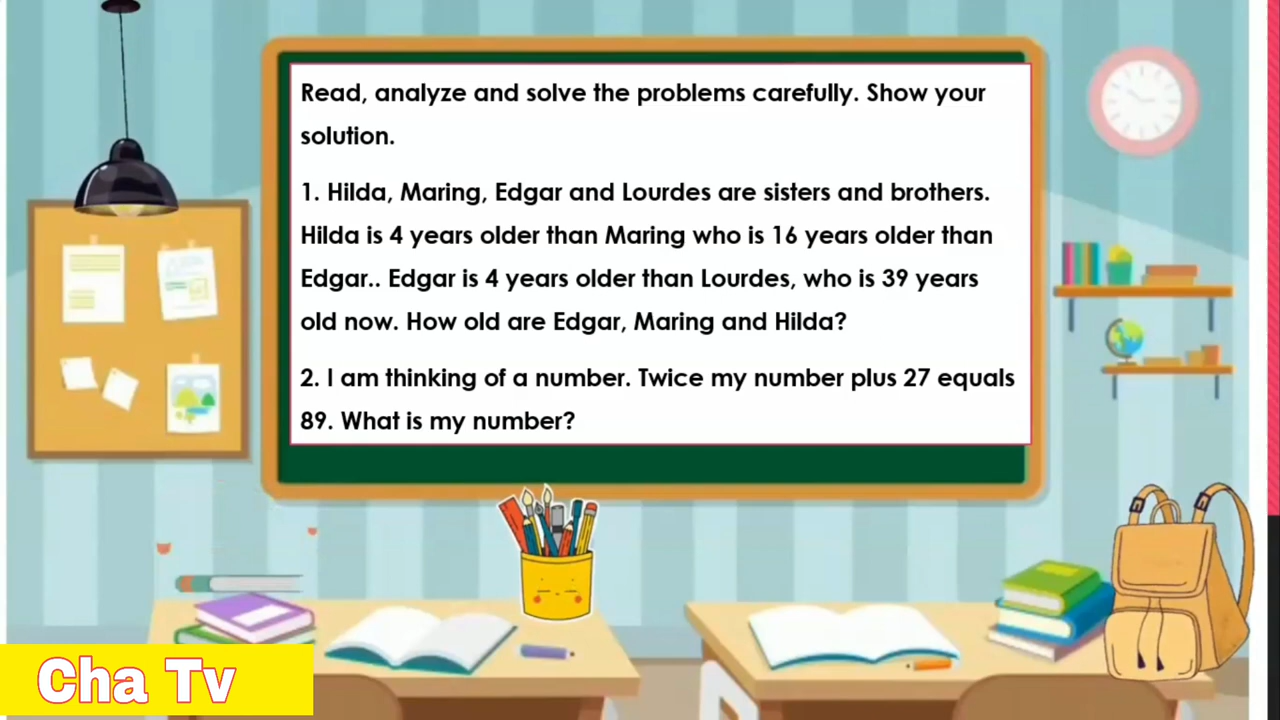 Read, analyze and solve the problems carefully. Show your
solution.
1. Hilda, Maring, Edgar and Lourdes are sisters and brothers.
Hilda is 4 years older than Maring who is 16 years older than
Edgar.. Edgar is 4 years older than Lourdes, who is 39 years
old now. How old are Edgar, Maring and Hilda?
2. I am thinking of a number. Twice my number plus 27 equals
89. What is my number?
Cha Tv